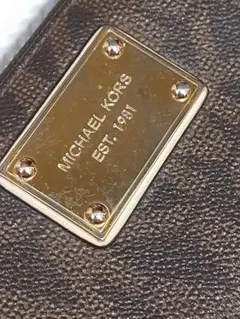 MICHAEL KORS
EST. 1981